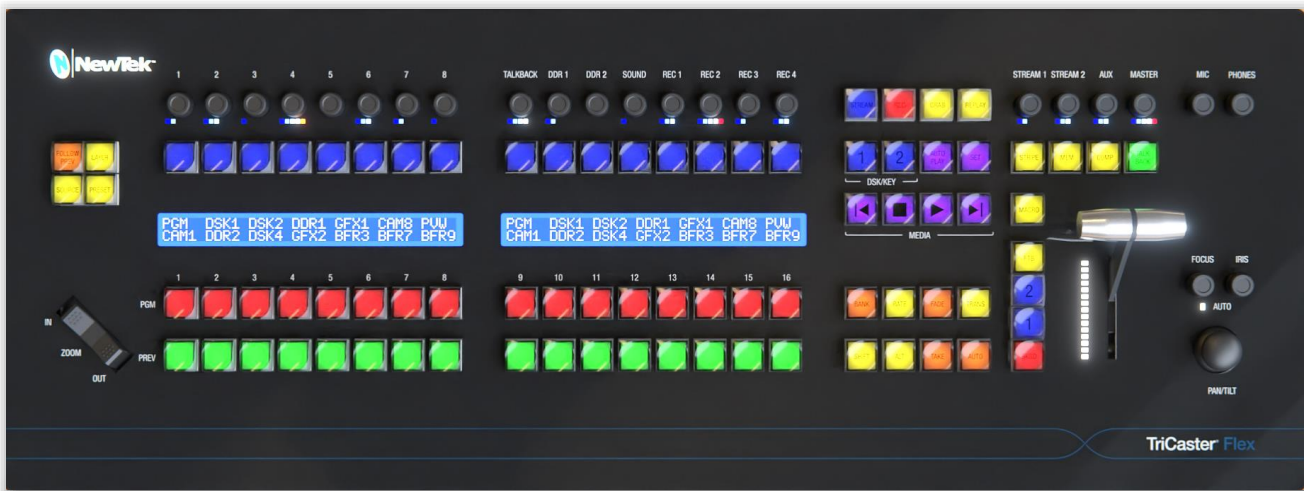 NewTek
1 2 3 4 5 6 7 8
TALKBACK DDR 1 DDR 2 SOUND REC 1 REC 2 REC 3 REC 4
STREAM 1 STREAM 2 AUX MASTER
MIC PHONES
1 2
DSK/KEY
MEDIA
MACRO
PGM DSK1 DSK2 DDR1 GFX1 CAM8 PVW
CAM1 DDR2 DSK4 GFX2 BFR3 BFR7 BFR9
PGM DSK1 DSK2 DDR1 GFX1 CAM8 PVW
CAM1 DDR2 DSK4 GFX2 BFR3 BFR7 BFR9
1 2 3 4 5 6 7 8
9 10 11 12 13 14 15 16
PGM
PREV
IN
ZOOM
OUT
2
1
FOCUS IRIS
AUTO
PAN/TILT
TriCaster Flex